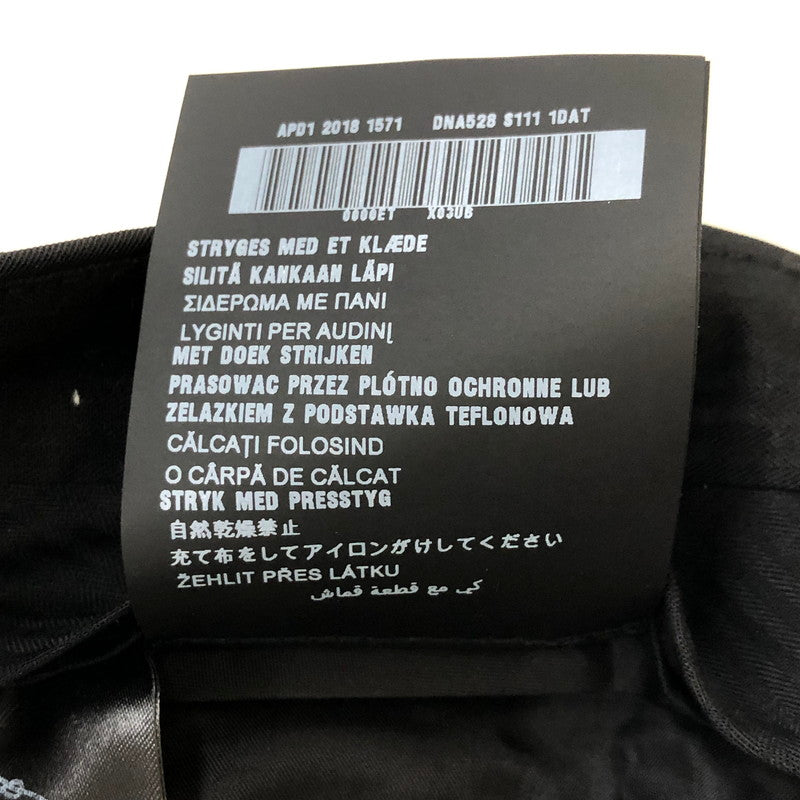 APD1 2018 1571 DNA528 S111 1DAT
0000ET X03UB
STRYGES MED ET KLÆDE
SILITÄ KANKAAN LÄPI
ΣΙΔΕΡΩΜΑ ΜΕ ΠΑΝΙ
LYGINTI PER AUDINĮ
MET DOEK STRIJKEN
PRASOWAC PRZEZ PLÓTNO OCHRONNE LUB
ZELAZKIEM Z PODSTAWKA TEFLONOWA
CĂLCAŢI FOLOSIND
O CÂRPĂ DE CĂLCAT
STRYK MED PRESSTYG
自然乾燥禁止
充て布をしてアイロンがけしてください
ŽEHLIT PŘES LÁTKU
كي مع قطعة قماش